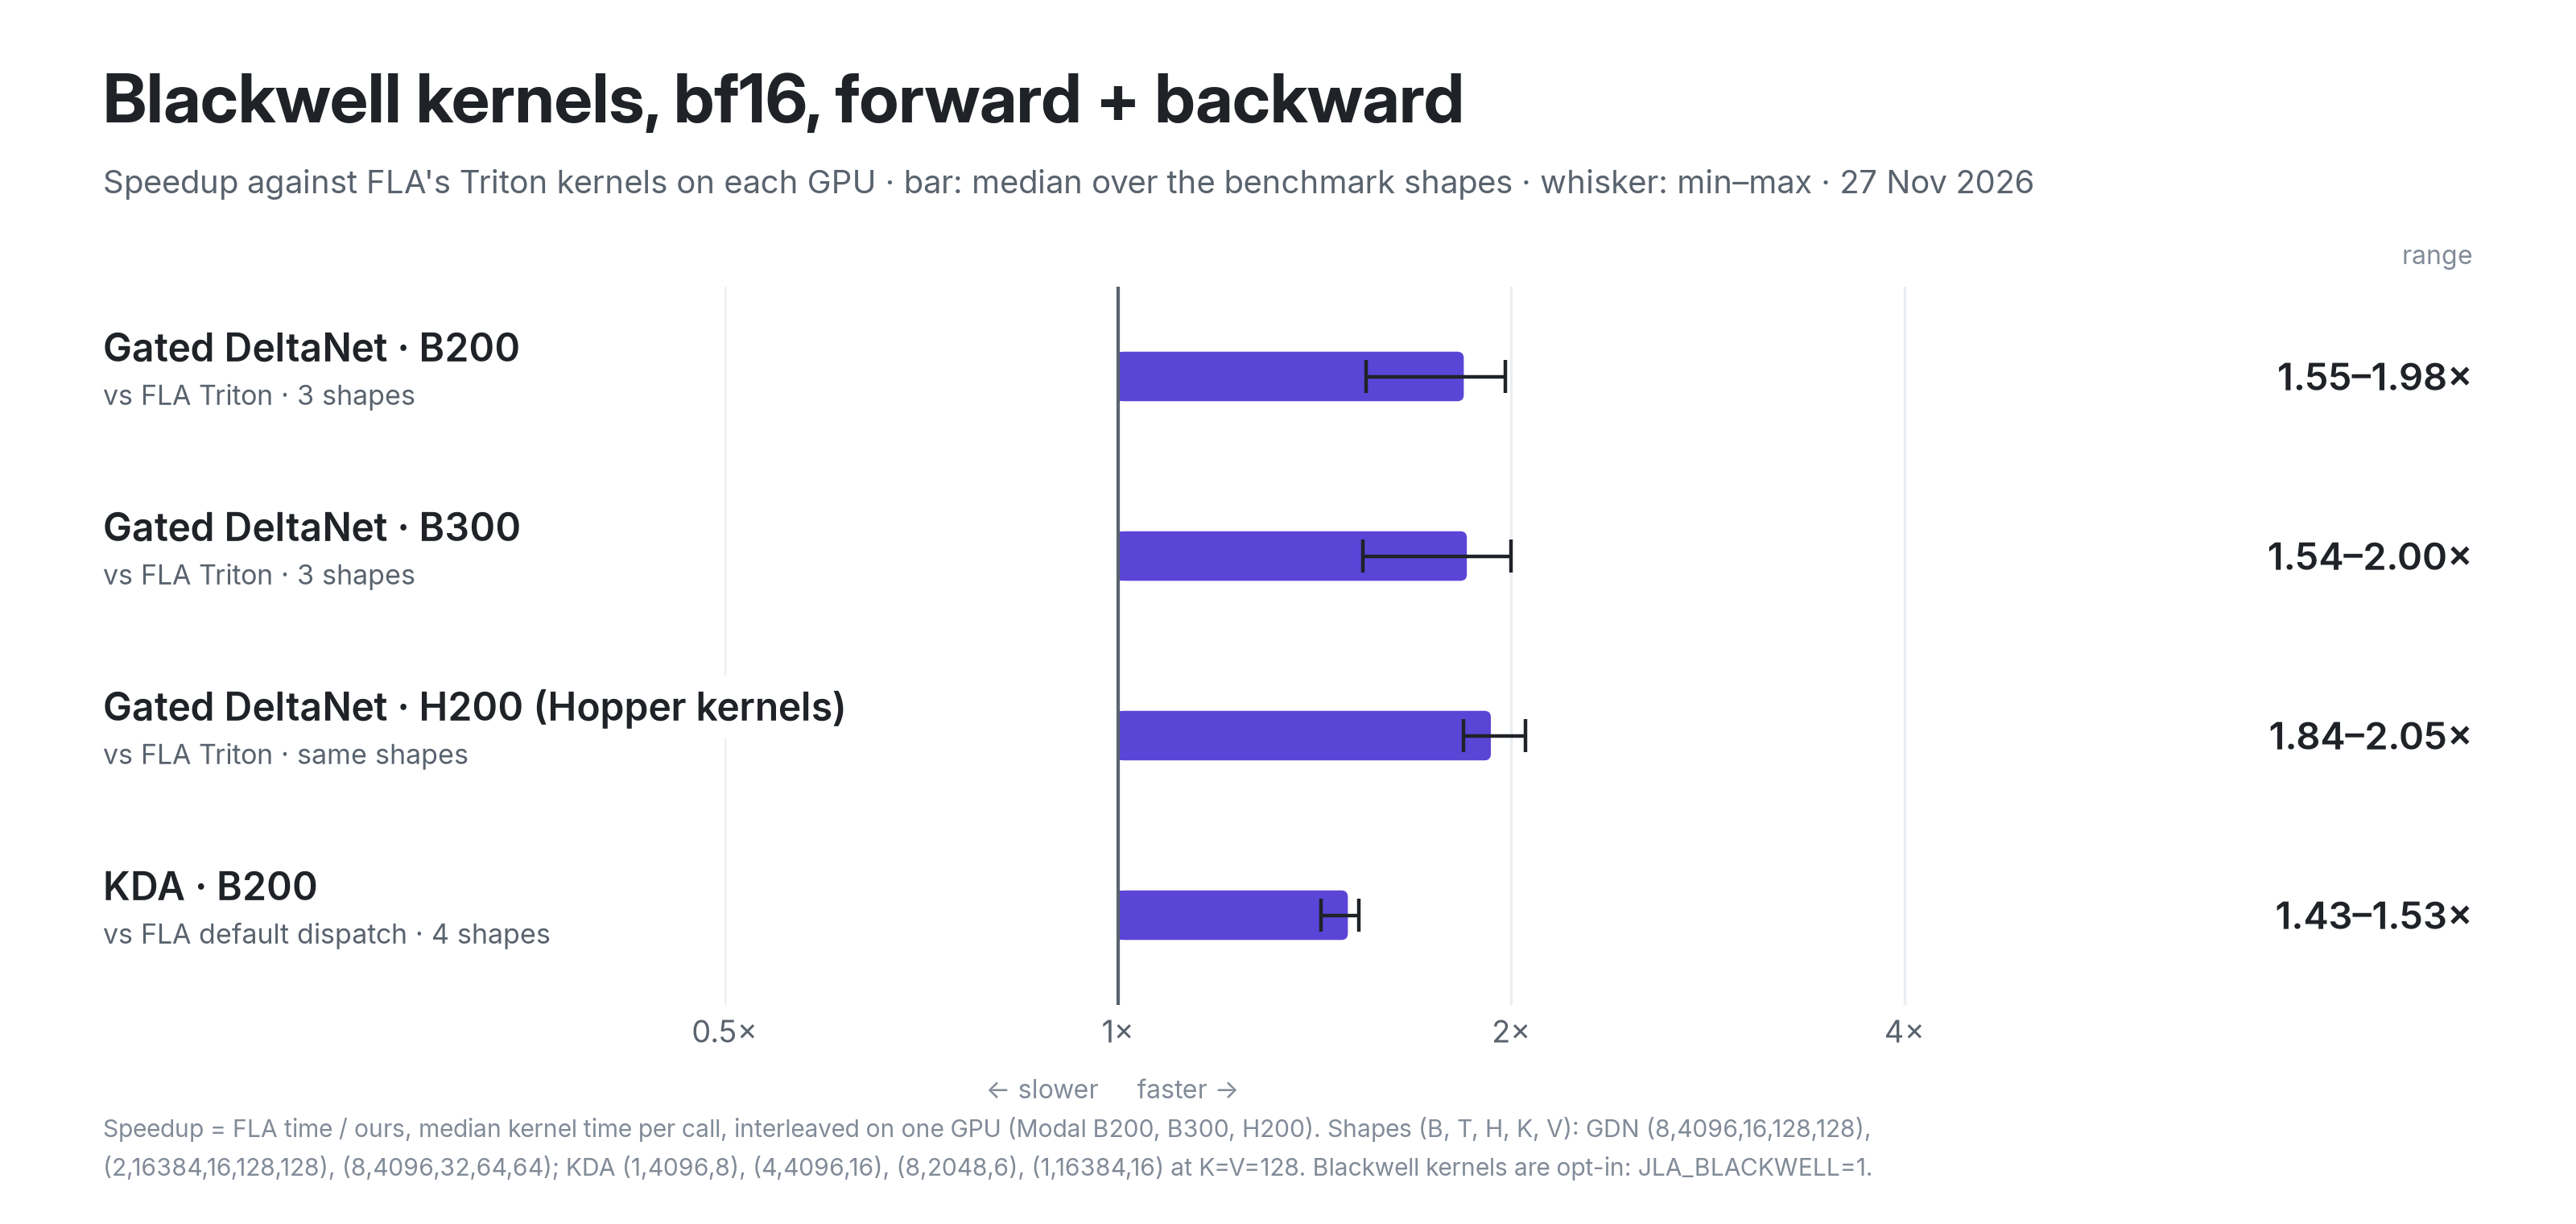 Blackwell kernels, bf16, forward + backward
Speedup against FLA's Triton kernels on each GPU · bar: median over the benchmark shapes · whisker: min–max · 27 Nov 2026
range
Gated DeltaNet · B200
vs FLA Triton · 3 shapes
1.55–1.98×
Gated DeltaNet · B300
vs FLA Triton · 3 shapes
1.54–2.00×
Gated DeltaNet · H200 (Hopper kernels)
vs FLA Triton · same shapes
1.84–2.05×
KDA · B200
vs FLA default dispatch · 4 shapes
1.43–1.53×
0.5× 1× 2× 4×
← slower faster →
Speedup = FLA time / ours, median kernel time per call, interleaved on one GPU (Modal B200, B300, H200). Shapes (B, T, H, K, V): GDN (8,4096,16,128,128),
(2,16384,16,128,128), (8,4096,32,64,64); KDA (1,4096,8), (4,4096,16), (8,2048,6), (1,16384,16) at K=V=128. Blackwell kernels are opt-in: JLA_BLACKWELL=1.